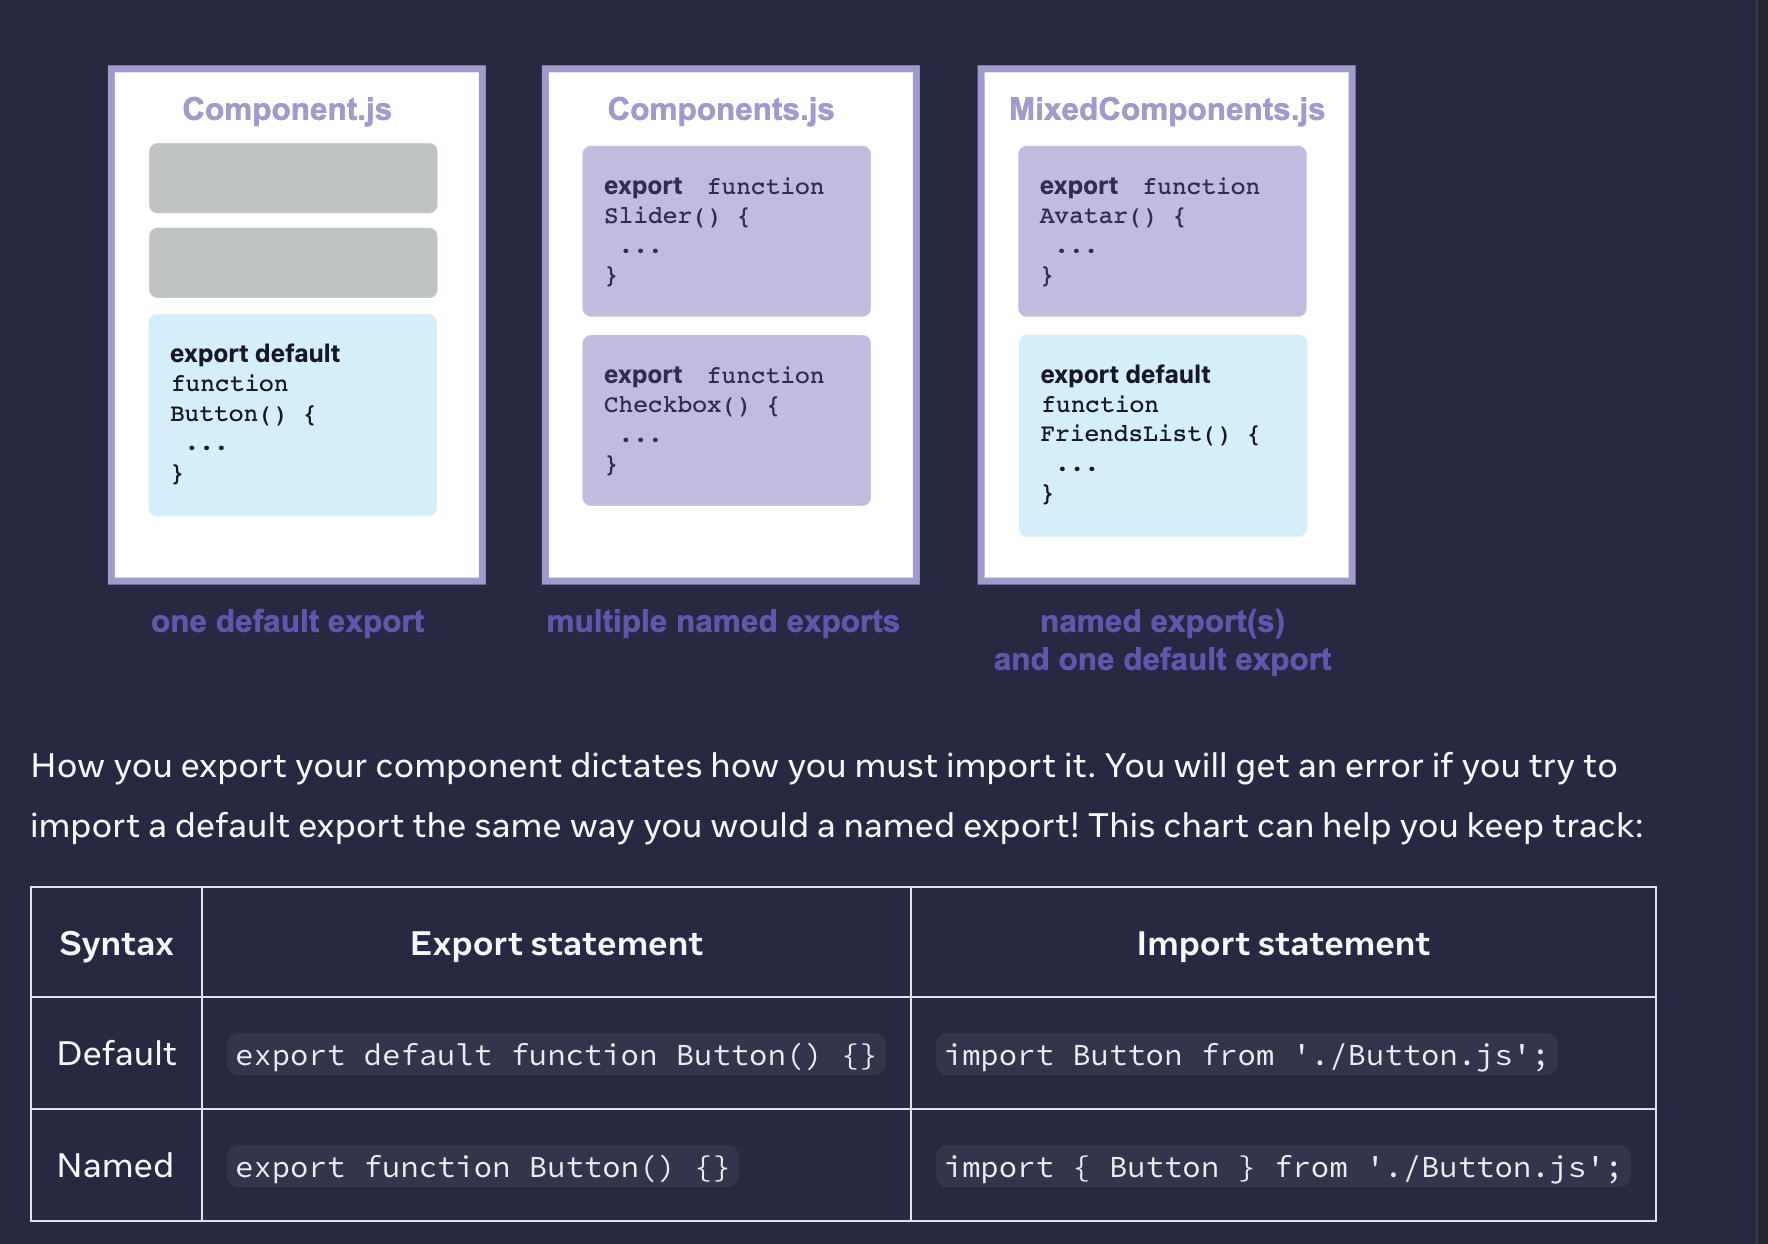 Component.js
export default
function
Button() {
...
}
one default export
Components.js
export function
Slider() {
...
}
export function
Checkbox() {
...
}
multiple named exports
MixedComponents.js
export function
Avatar() {
...
}
export default
function
FriendsList() {
...
}
named export(s)
and one default export
How you export your component dictates how you must import it. You will get an error if you try to
import a default export the same way you would a named export! This chart can help you keep track:
Syntax Export statement Import statement
Default export default function Button() {} import Button from './Button.js';
Named export function Button() {} import { Button } from './Button.js';